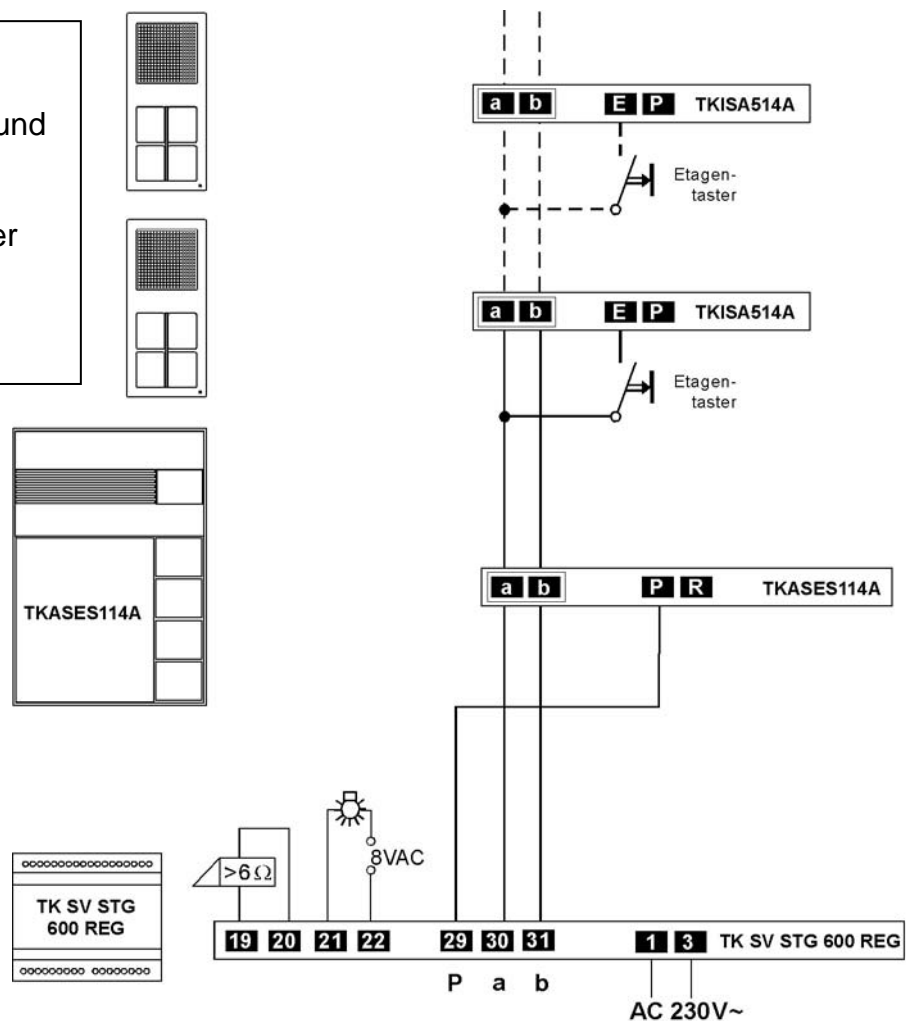 und
er
a b E P TKISA514A
Etagen-
taster
a b E P TKISA514A
Etagen-
taster
a b P R TKASES114A
TKASES114A
8VAC
>6Ω
TK SV STG
600 REG
19 20 21 22 29 30 31 1 3 TK SV STG 600 REG
P a b
AC 230V~